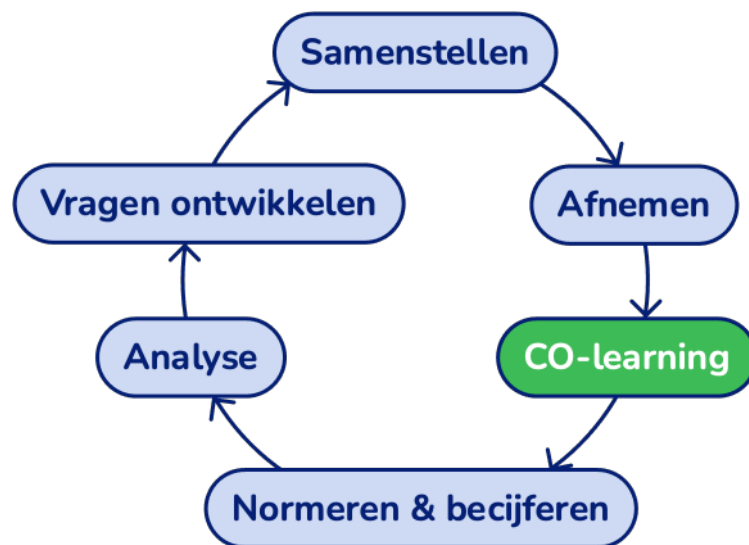 Samenstellen
Vragen ontwikkelen
Afnemen
Analyse
CO-learning
Normeren & becijferen